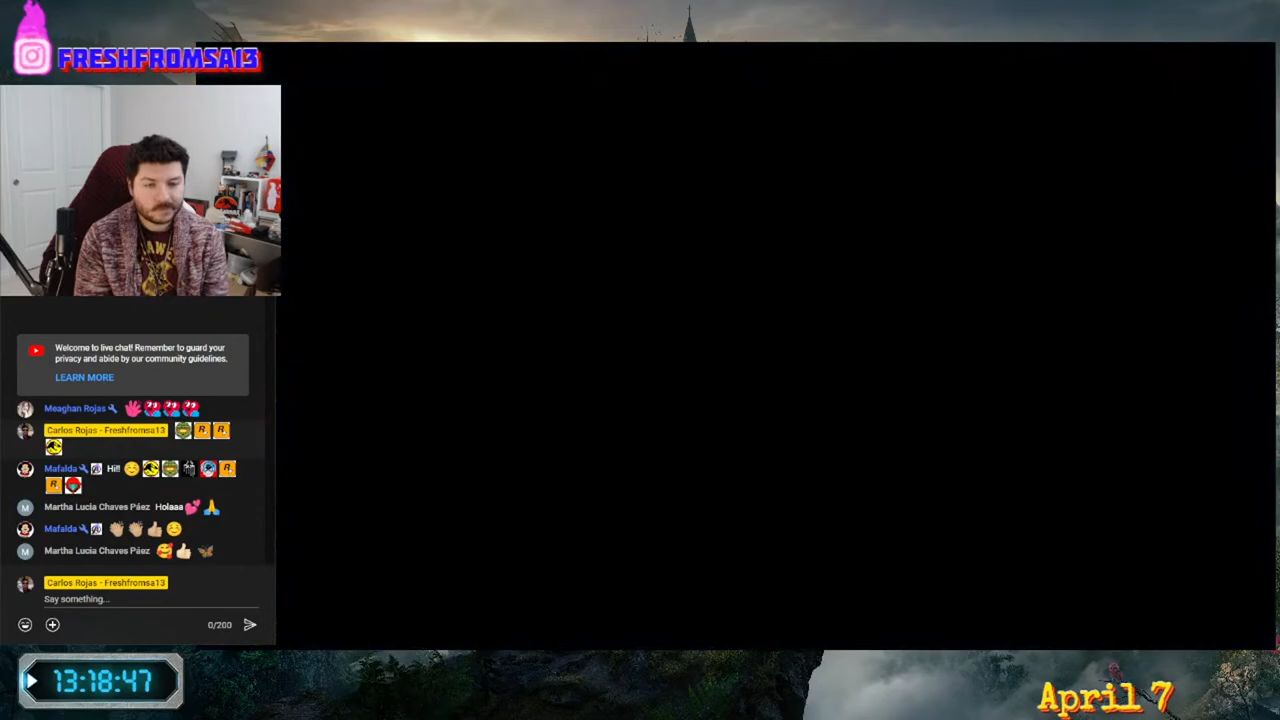 FRESHFROMSA13
Welcome to live chat! Remember to guard your
privacy and abide by our community guidelines.
LEARN MORE
Meaghan Rojas
Carlos Rojas - Freshfromsa13
Mafalda Hi!!
Martha Lucia Chaves Páez Holaaa
Mafalda
Martha Lucia Chaves Páez
Carlos Rojas - Freshfromsa13
Say something...
0/200
13:18:47
April 7